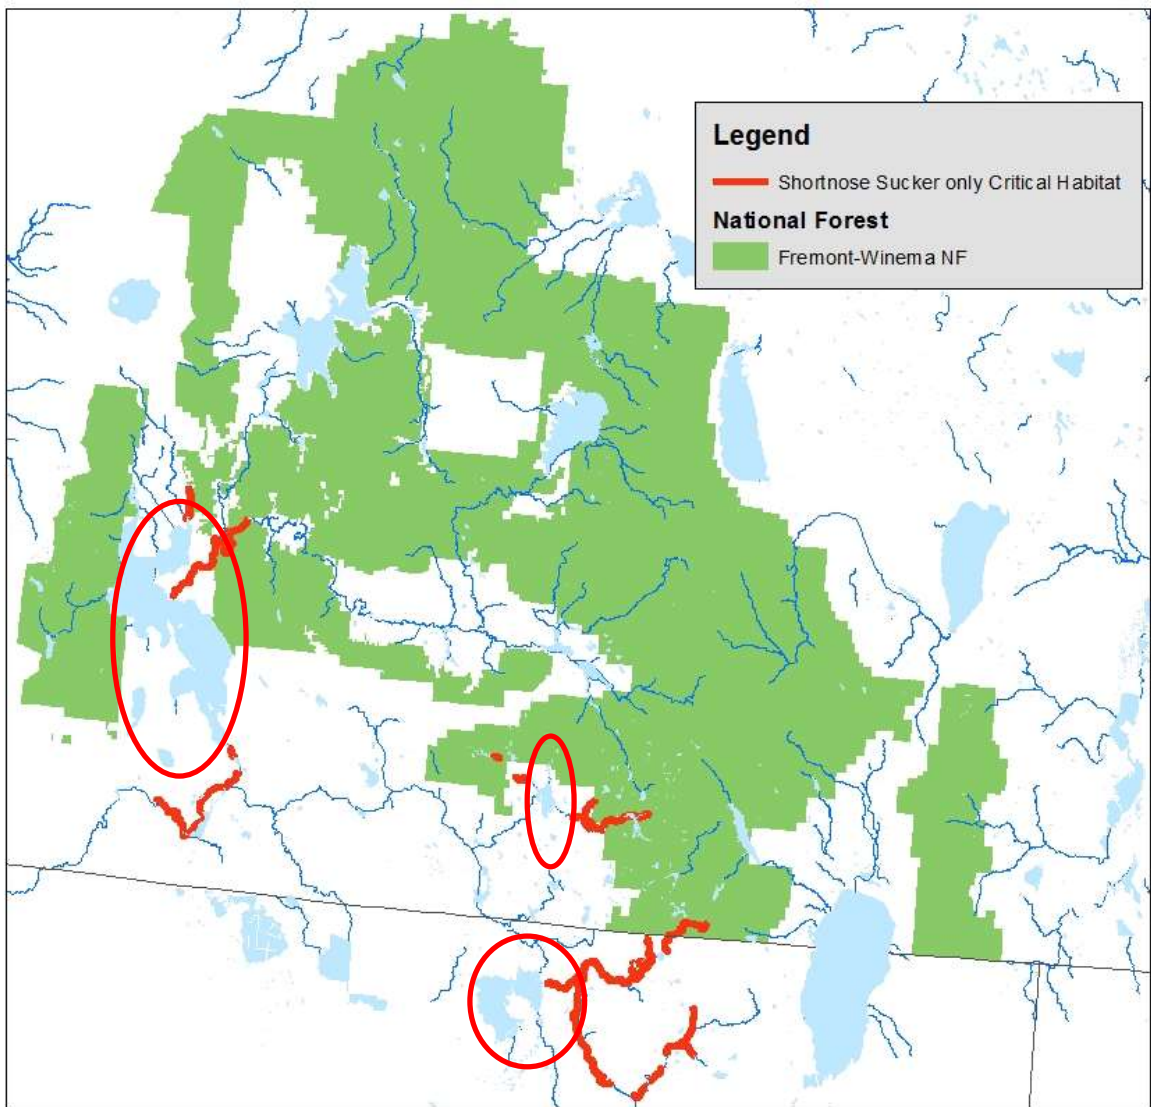 Legend
Shortnose Sucker only Critical Habitat
National Forest
Fremont-Winema NF